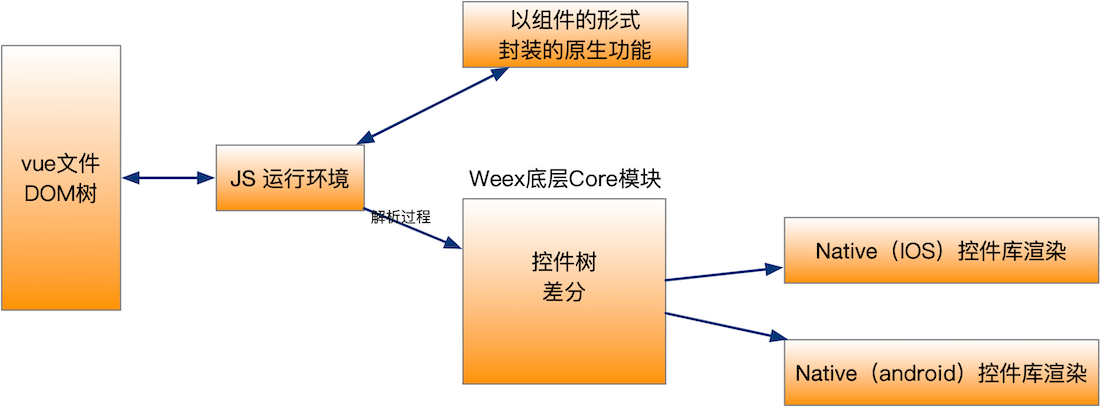 以组件的形式
封装的原生功能
vue文件
DOM树
JS 运行环境
解析过程
Weex底层Core模块
控件树
差分
Native（IOS）控件库渲染
Native（android）控件库渲染